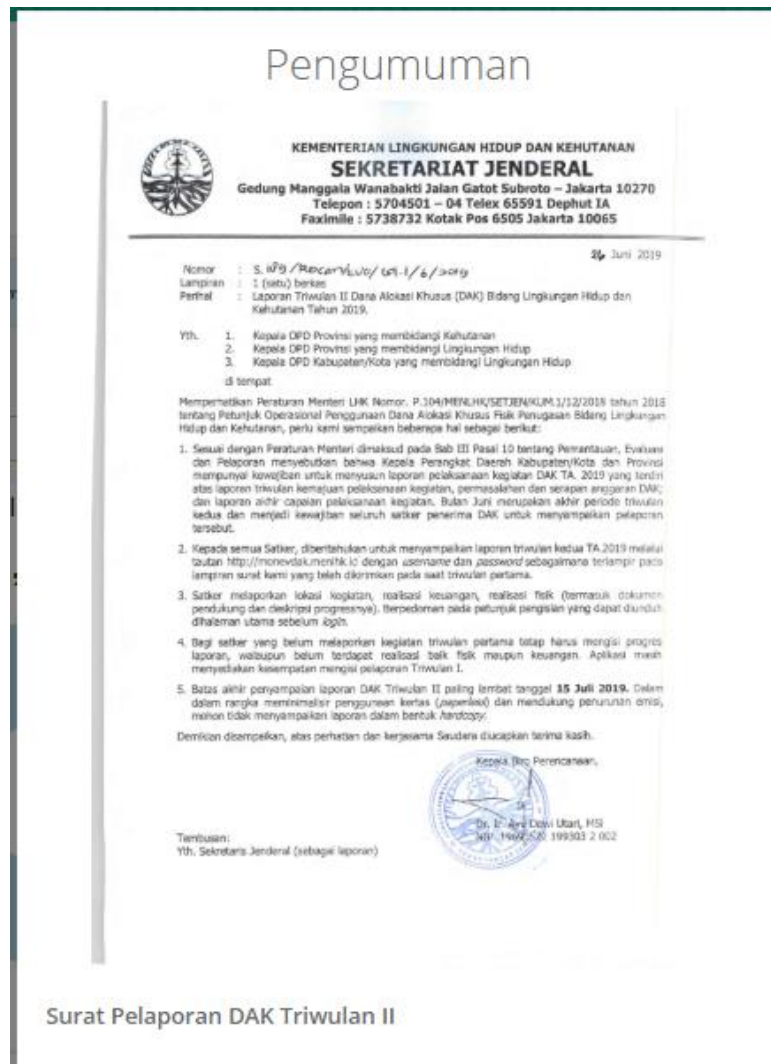 Pengumuman
KEMENTERIAN LINGKUNGAN HIDUP DAN KEHUTANAN
SEKRETARIAT JENDERAL
Gedung Manggala Wanabakti Jalan Gatot Subroto – Jakarta 10270
Telepon : 5704501 – 04 Telex 65591 Dephut IA
Faximile : 5738732 Kotak Pos 6505 Jakarta 10065
Juni 2019
Nomor : S.
Lampiran : 1 (satu) berkas
Perihal : Laporan Triwulan II Dana Alokasi Khusus (DAK) Bidang Lingkungan Hidup dan
Kehutanan Tahun 2019.
Yth. 1. Kepala OPD Provinsi yang membidangi Kehutanan
2. Kepala OPD Provinsi yang membidangi Lingkungan Hidup
3. Kepala OPD Kabupaten/Kota yang membidangi Lingkungan Hidup
di tempat
Memperhatikan Peraturan Menteri LHK Nomor. P.104/MENLHK/SETJEN/KUM.1/12/2018 tahun 2018
tentang Petunjuk Operasional Penggunaan Dana Alokasi Khusus Fisik Penugasan Bidang Lingkungan
Hidup dan Kehutanan, perlu kami sampaikan beberapa hal sebagai berikut:
1. Sesuai dengan Peraturan Menteri dimaksud pada Bab III Pasal 10 tentang Pemantauan, Evaluasi
dan Pelaporan menyebutkan bahwa Kepala Perangkat Daerah Kabupaten/Kota dan Provinsi
mempunyai kewajiban untuk menyusun laporan pelaksanaan kegiatan DAK TA. 2019 yang terdiri
atas laporan triwulan kemajuan pelaksanaan kegiatan, permasalahan dan serapan anggaran DAK;
dan laporan akhir capaian pelaksanaan kegiatan. Bulan Juni merupakan akhir periode triwulan
kedua dan menjadi kewajiban seluruh satker penerima DAK untuk menyampaikan pelaporan
tersebut.
2. Kepada semua Satker, diberitahukan untuk menyampaikan laporan triwulan kedua TA.2019 melalui
tautan http://monevdak.menlhk.id dengan username dan password sebagaimana terlampir pada
lampiran surat kami yang telah dikirimkan pada saat triwulan pertama.
3. Satker melaporkan lokasi kegiatan, realisasi keuangan, realisasi fisik (termasuk dokumen
pendukung dan deskripsi progressnya). Berpedoman pada petunjuk pengisian yang dapat diunduh
dihalaman utama sebelum login.
4. Bagi satker yang belum melaporkan kegiatan triwulan pertama tetap harus mengisi progres
laporan, walaupun belum terdapat realisasi baik fisik maupun keuangan. Aplikasi masih
menyediakan kesempatan mengisi pelaporan Triwulan I.
5. Batas akhir penyampaian laporan DAK Triwulan II paling lambat tanggal 15 Juli 2019. Dalam
dalam rangka meminimalisir penggunaan kertas (paperless) dan mendukung penurunan emisi,
mohon tidak menyampaikan laporan dalam bentuk hardcopy.
Demikian disampaikan, atas perhatian dan kerjasama Saudara diucapkan terima kasih.
Kepala Biro Perencanaan,
Dr. Ir. Ayu Dewi Utari, MSi
199303 2 002
Tembusan:
Yth. Sekretaris Jenderal (sebagai laporan)
Surat Pelaporan DAK Triwulan II